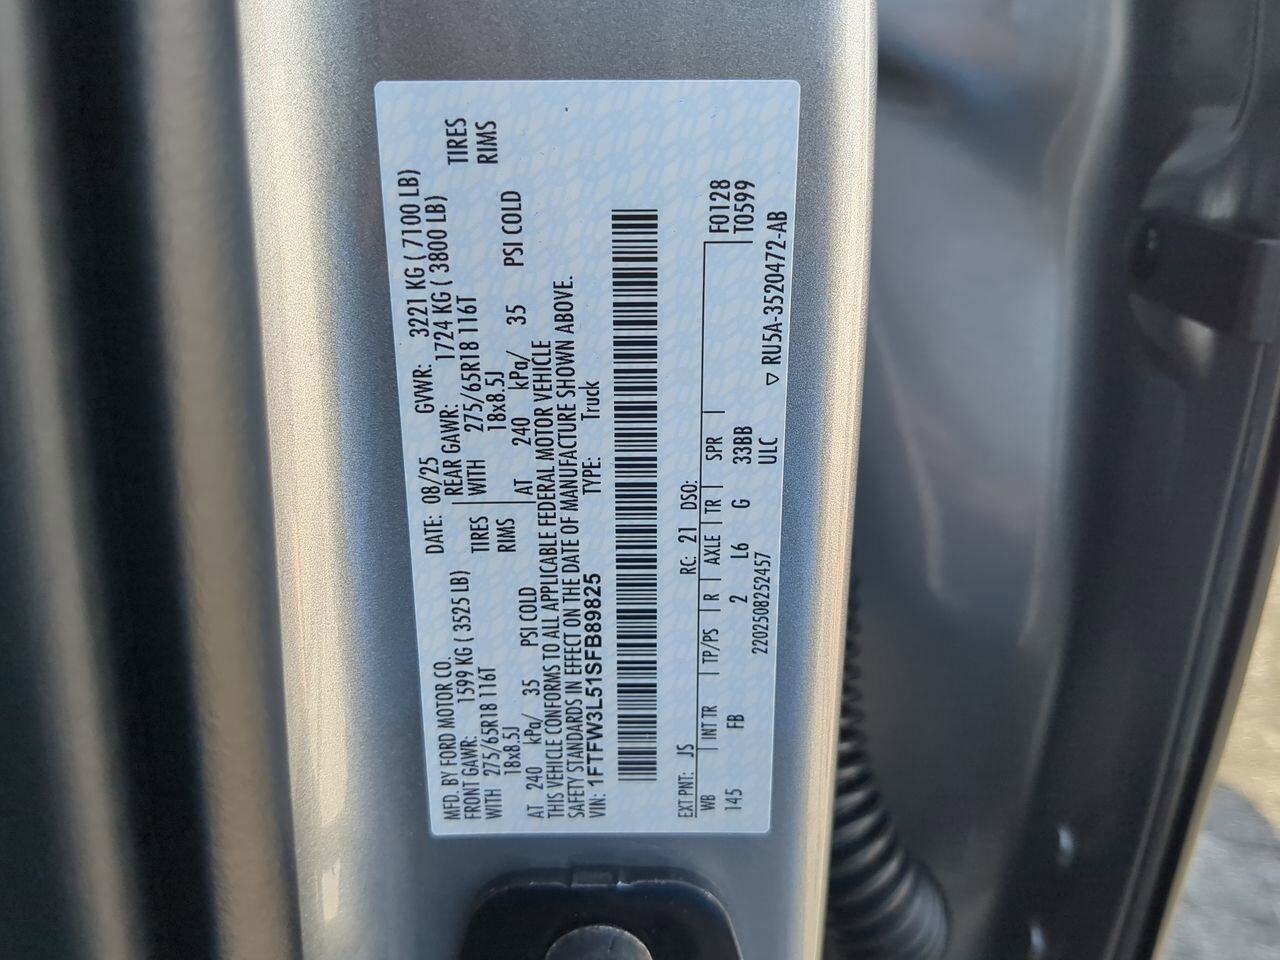 MFD. BY FORD MOTOR CO.
DATE: 08/25 GVWR: 3221 KG ( 7100 LB)
FRONT GAWR: 1599 KG ( 3525 LB) REAR GAWR: 1724 KG ( 3800 LB)
WITH 275/65R18 116T TIRES WITH 275/65R18 116T TIRES
18x8.5J RIMS 18x8.5J RIMS
AT 240 kPa/ 35 PSI COLD AT 240 kPa/ 35 PSI COLD
THIS VEHICLE CONFORMS TO ALL APPLICABLE FEDERAL MOTOR VEHICLE
SAFETY STANDARDS IN EFFECT ON THE DATE OF MANUFACTURE SHOWN ABOVE.
VIN: 1FTFW3L51SFB89825 TYPE: Truck
EXT PNT: JS RC: 21 DSO: F0128
WB INT TR TP/PS R AXLE TR SPR T0599
145 FB 2 L6 G 33BB
2202508252457 ULC ▽ RU5A-3520472-AB